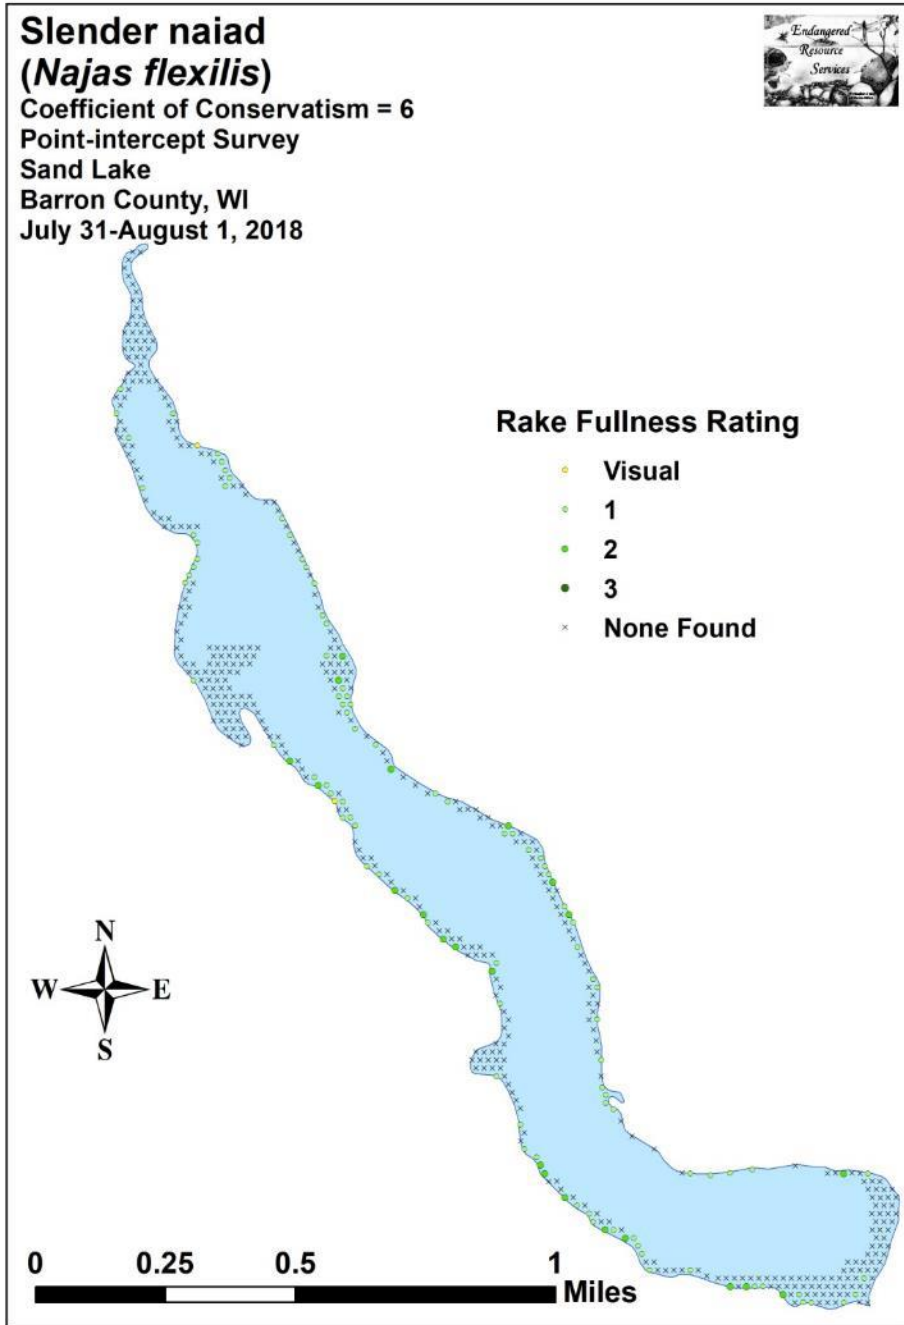 Slender naiad
(Najas flexilis)
Coefficient of Conservatism = 6
Point-intercept Survey
Sand Lake
Barron County, WI
July 31-August 1, 2018
Endangered
Resource
Services
Rake Fullness Rating
Visual
1
2
3
None Found
N
W E
S
0 0.25 0.5 1
Miles